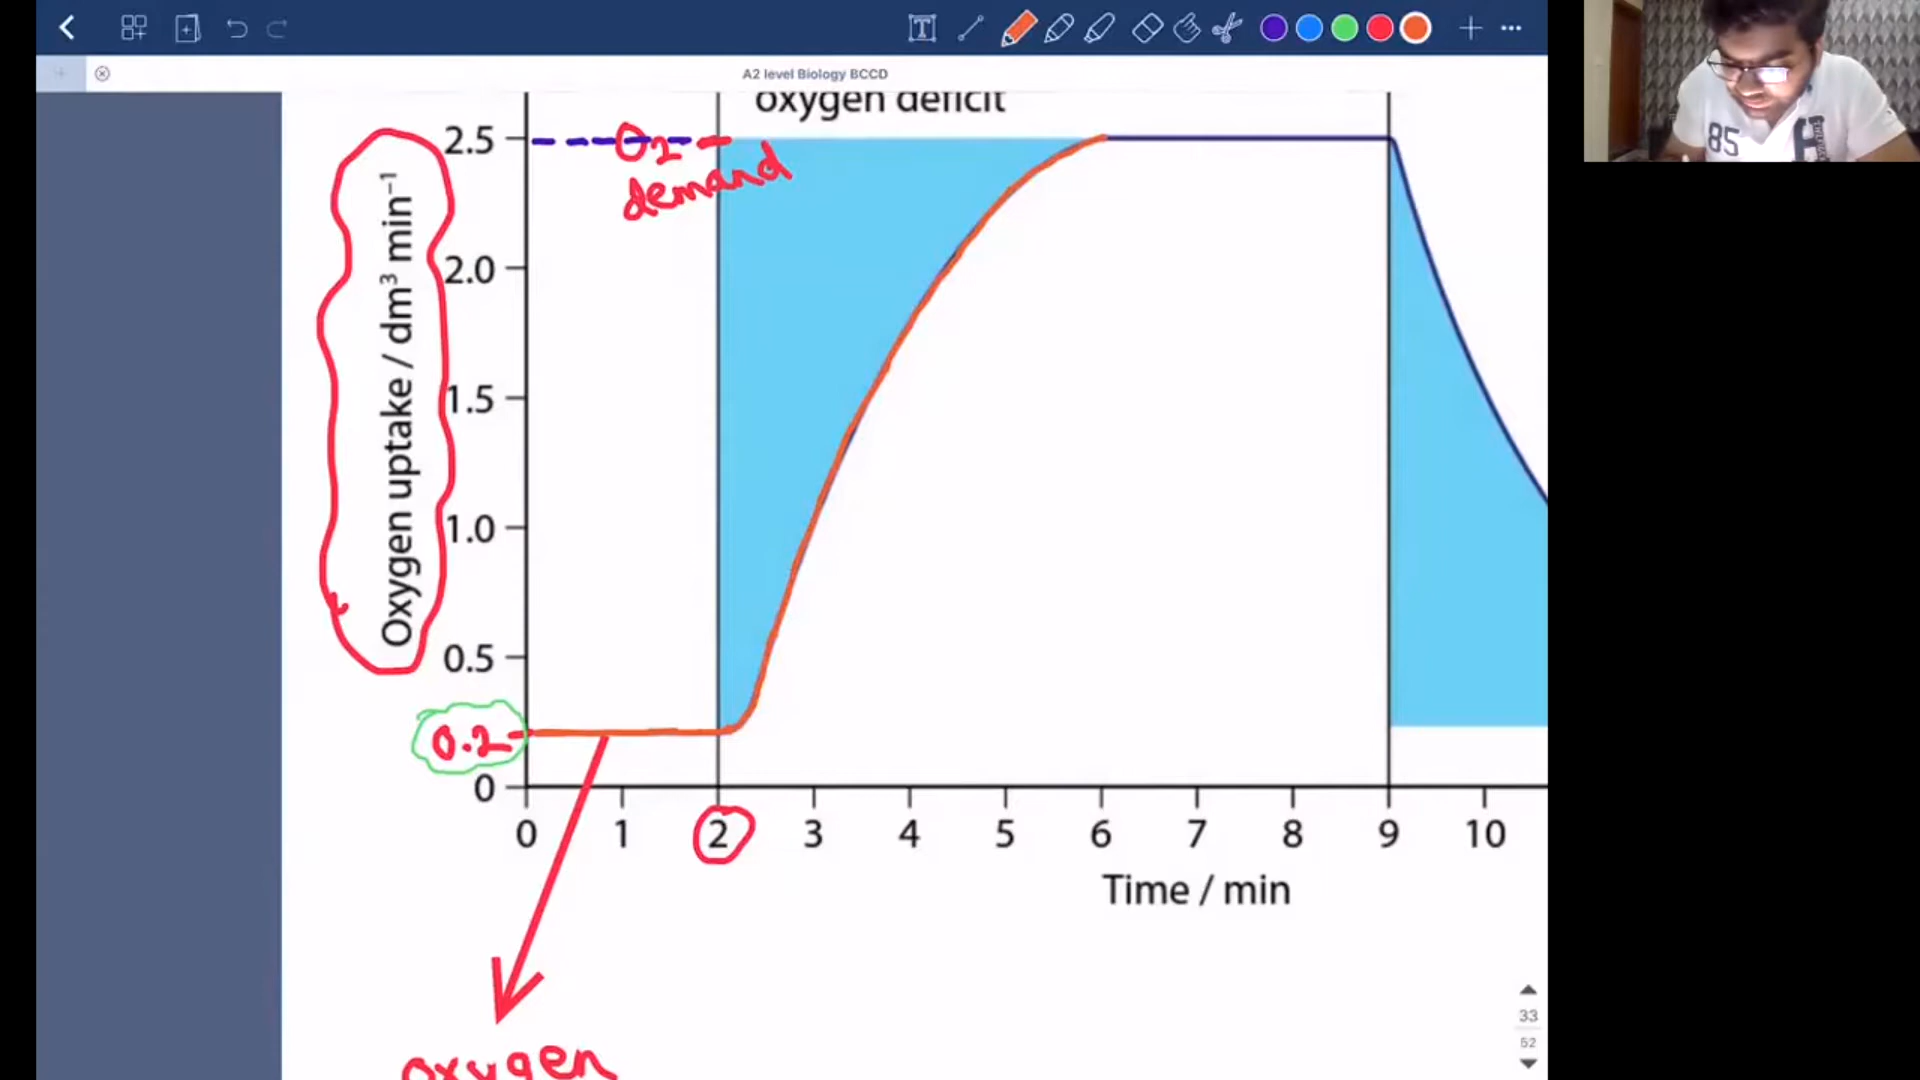 A2 level Biology BCCD
oxygen deficit
2.5
O2
demand
2.0
1.5
1.0
0.5
0.2
0
Oxygen uptake / dm³ min⁻¹
0 1 2 3 4 5 6 7 8 9 10
Time / min
oxygen
33
52
85